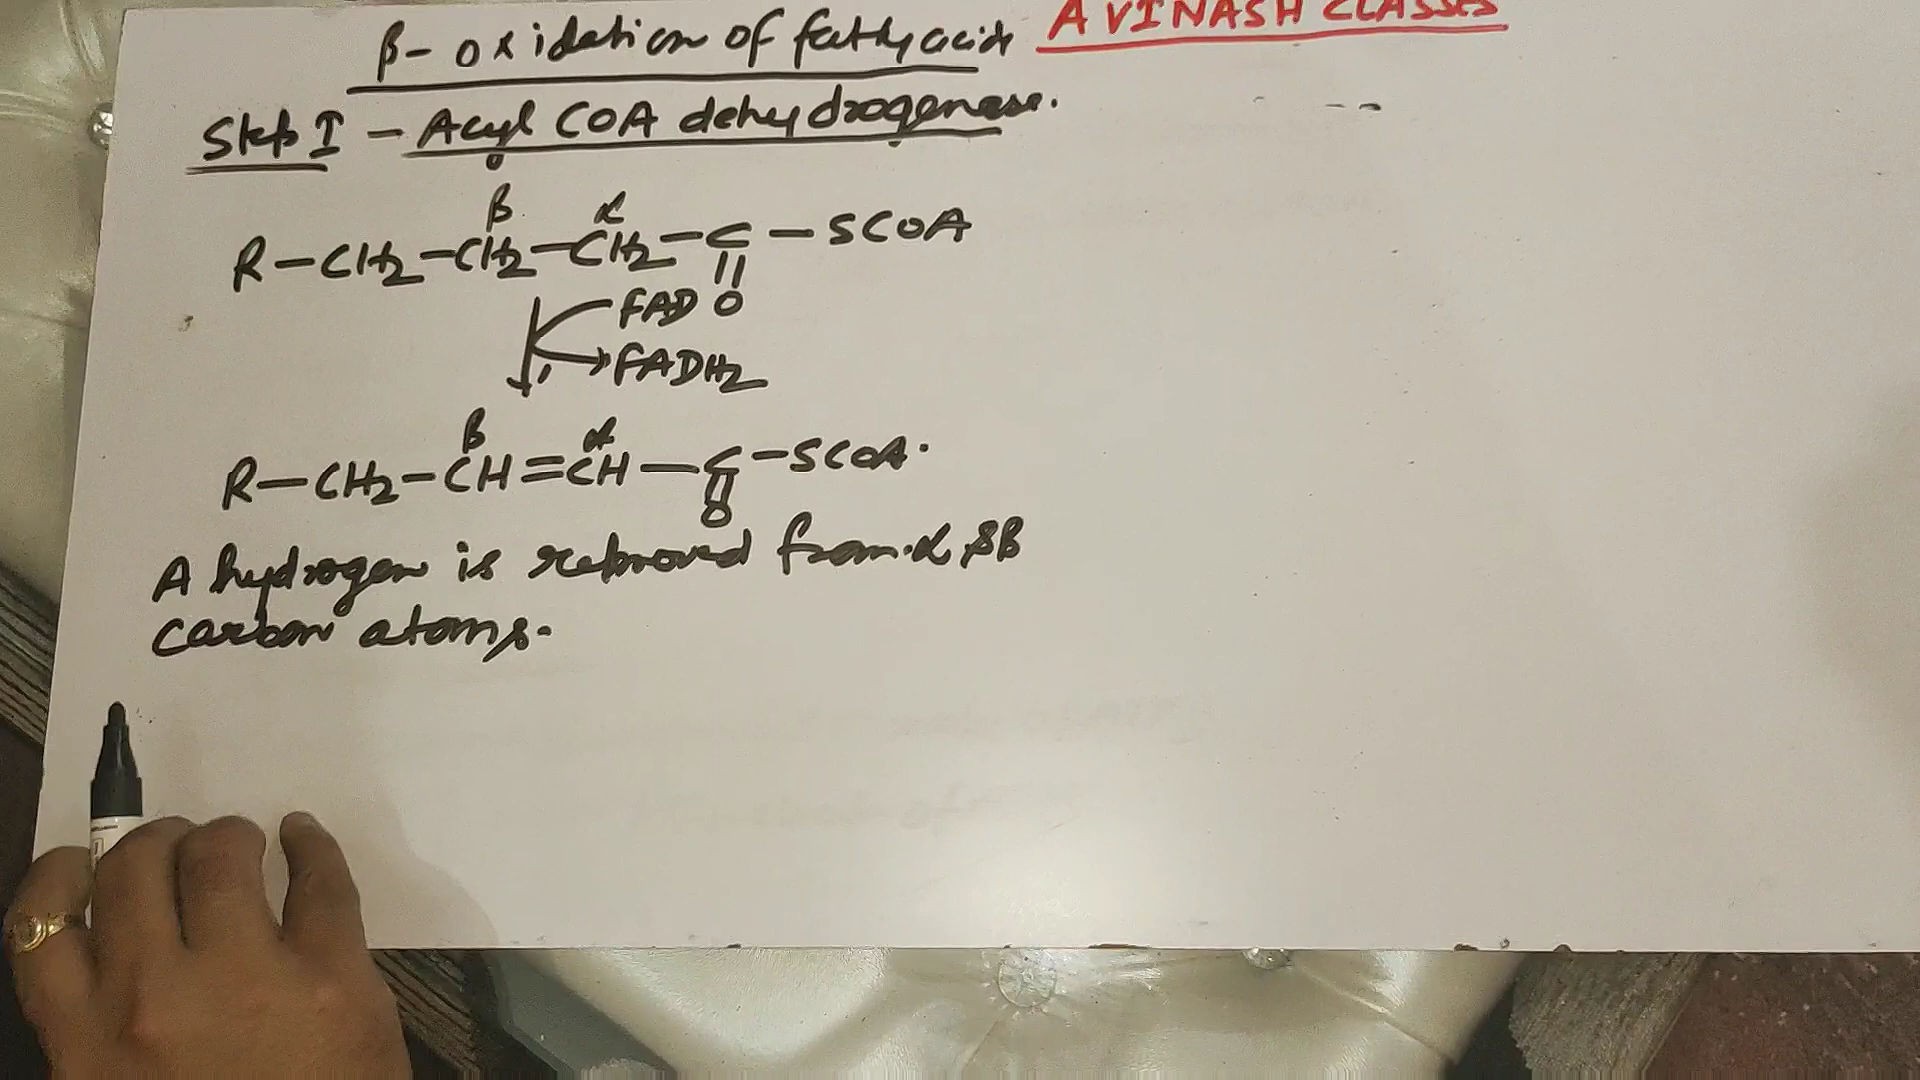 β- oxidation of fatty acids AVINASH CLASSES
Step I - Acyl COA dehydrogenase.
β α
R-CH2-CH2-CH2-C-SCOA
||
FAD O
FADH2
β α
R-CH2-CH=CH-C-SCOA.
||
O
A hydrogen is removed from α, &β
carbon atoms.